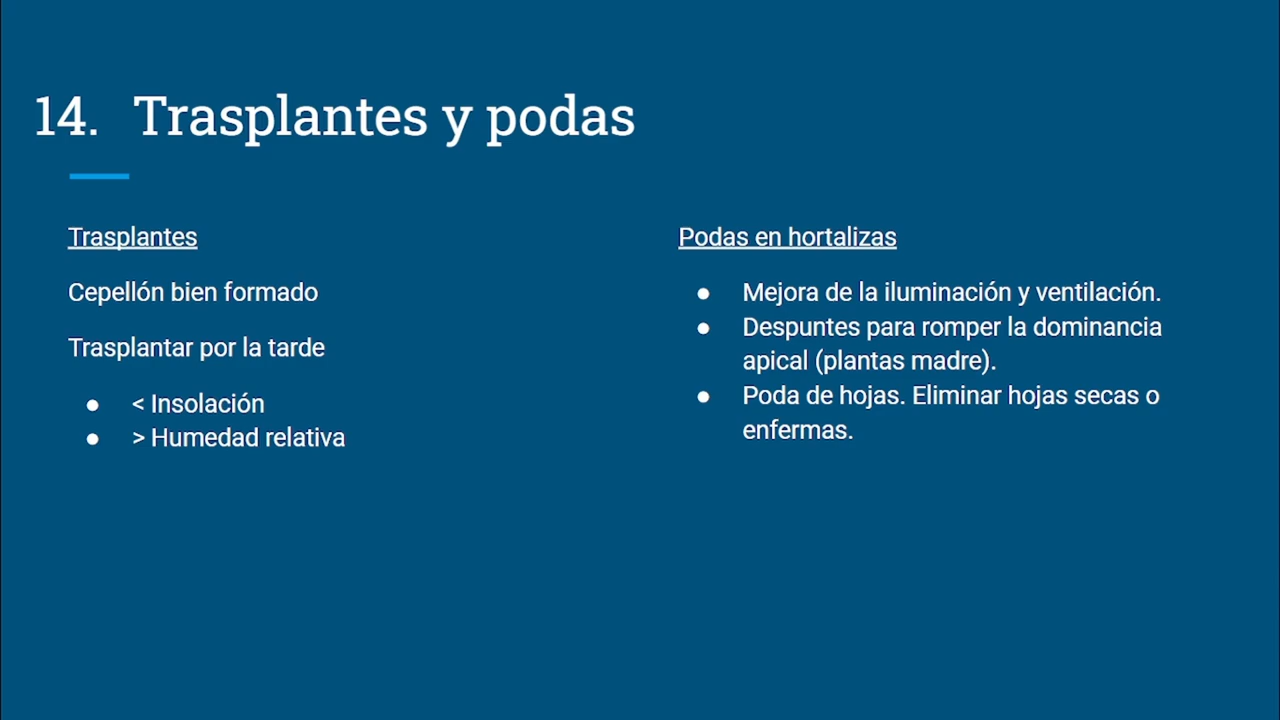 14. Trasplantes y podas
Trasplantes
Cepellón bien formado
Trasplantar por la tarde
● < Insolación
● > Humedad relativa
Podas en hortalizas
● Mejora de la iluminación y ventilación.
● Despuntes para romper la dominancia
apical (plantas madre).
● Poda de hojas. Eliminar hojas secas o
enfermas.